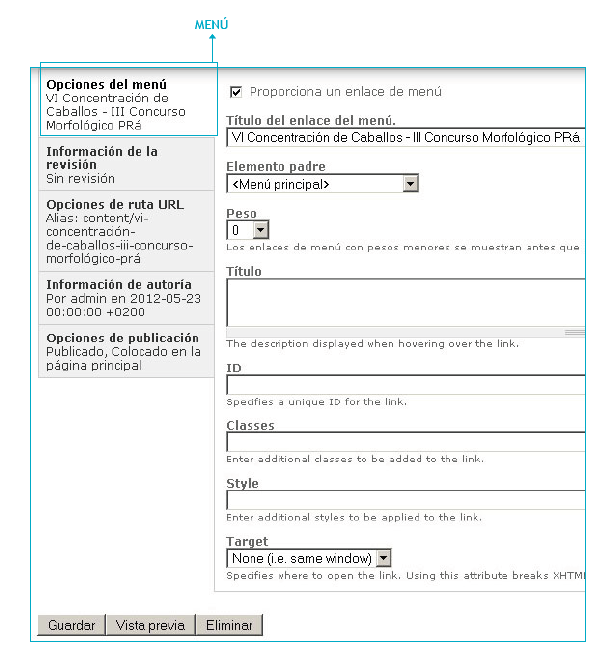 MENÚ
Opciones del menú
VI Concentración de
Caballos - III Concurso
Morfológico PRá
Información de la
revisión
Sin revisión
Opciones de ruta URL
Alias: content/vi-
concentración-
de-caballos-iii-concurso-
morfológico-prá
Información de autoría
Por admin en 2012-05-23
00:00:00 +0200
Opciones de publicación
Publicado, Colocado en la
página principal
Proporciona un enlace de menú
Título del enlace del menú.
VI Concentración de Caballos - III Concurso Morfológico PRá
Elemento padre
<Menú principal>
Peso
0
Los enlaces de menú con pesos menores se muestran antes que
Título
The description displayed when hovering over the link.
ID
Specifies a unique ID for the link.
Classes
Enter additional classes to be added to the link.
Style
Enter additional styles to be applied to the link.
Target
None (i.e. same window)
Specifies where to open the link. Using this attribute breaks XHTM
Guardar
Vista previa
Eliminar